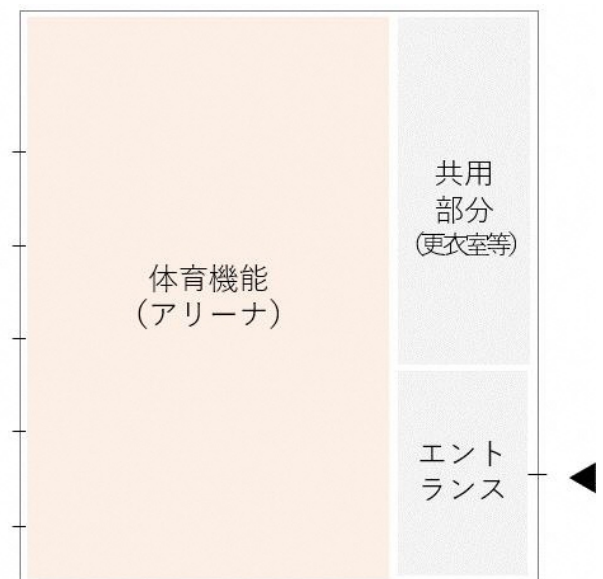 体育機能
（アリーナ）
共用
部分
（更衣室等）
エント
ランス